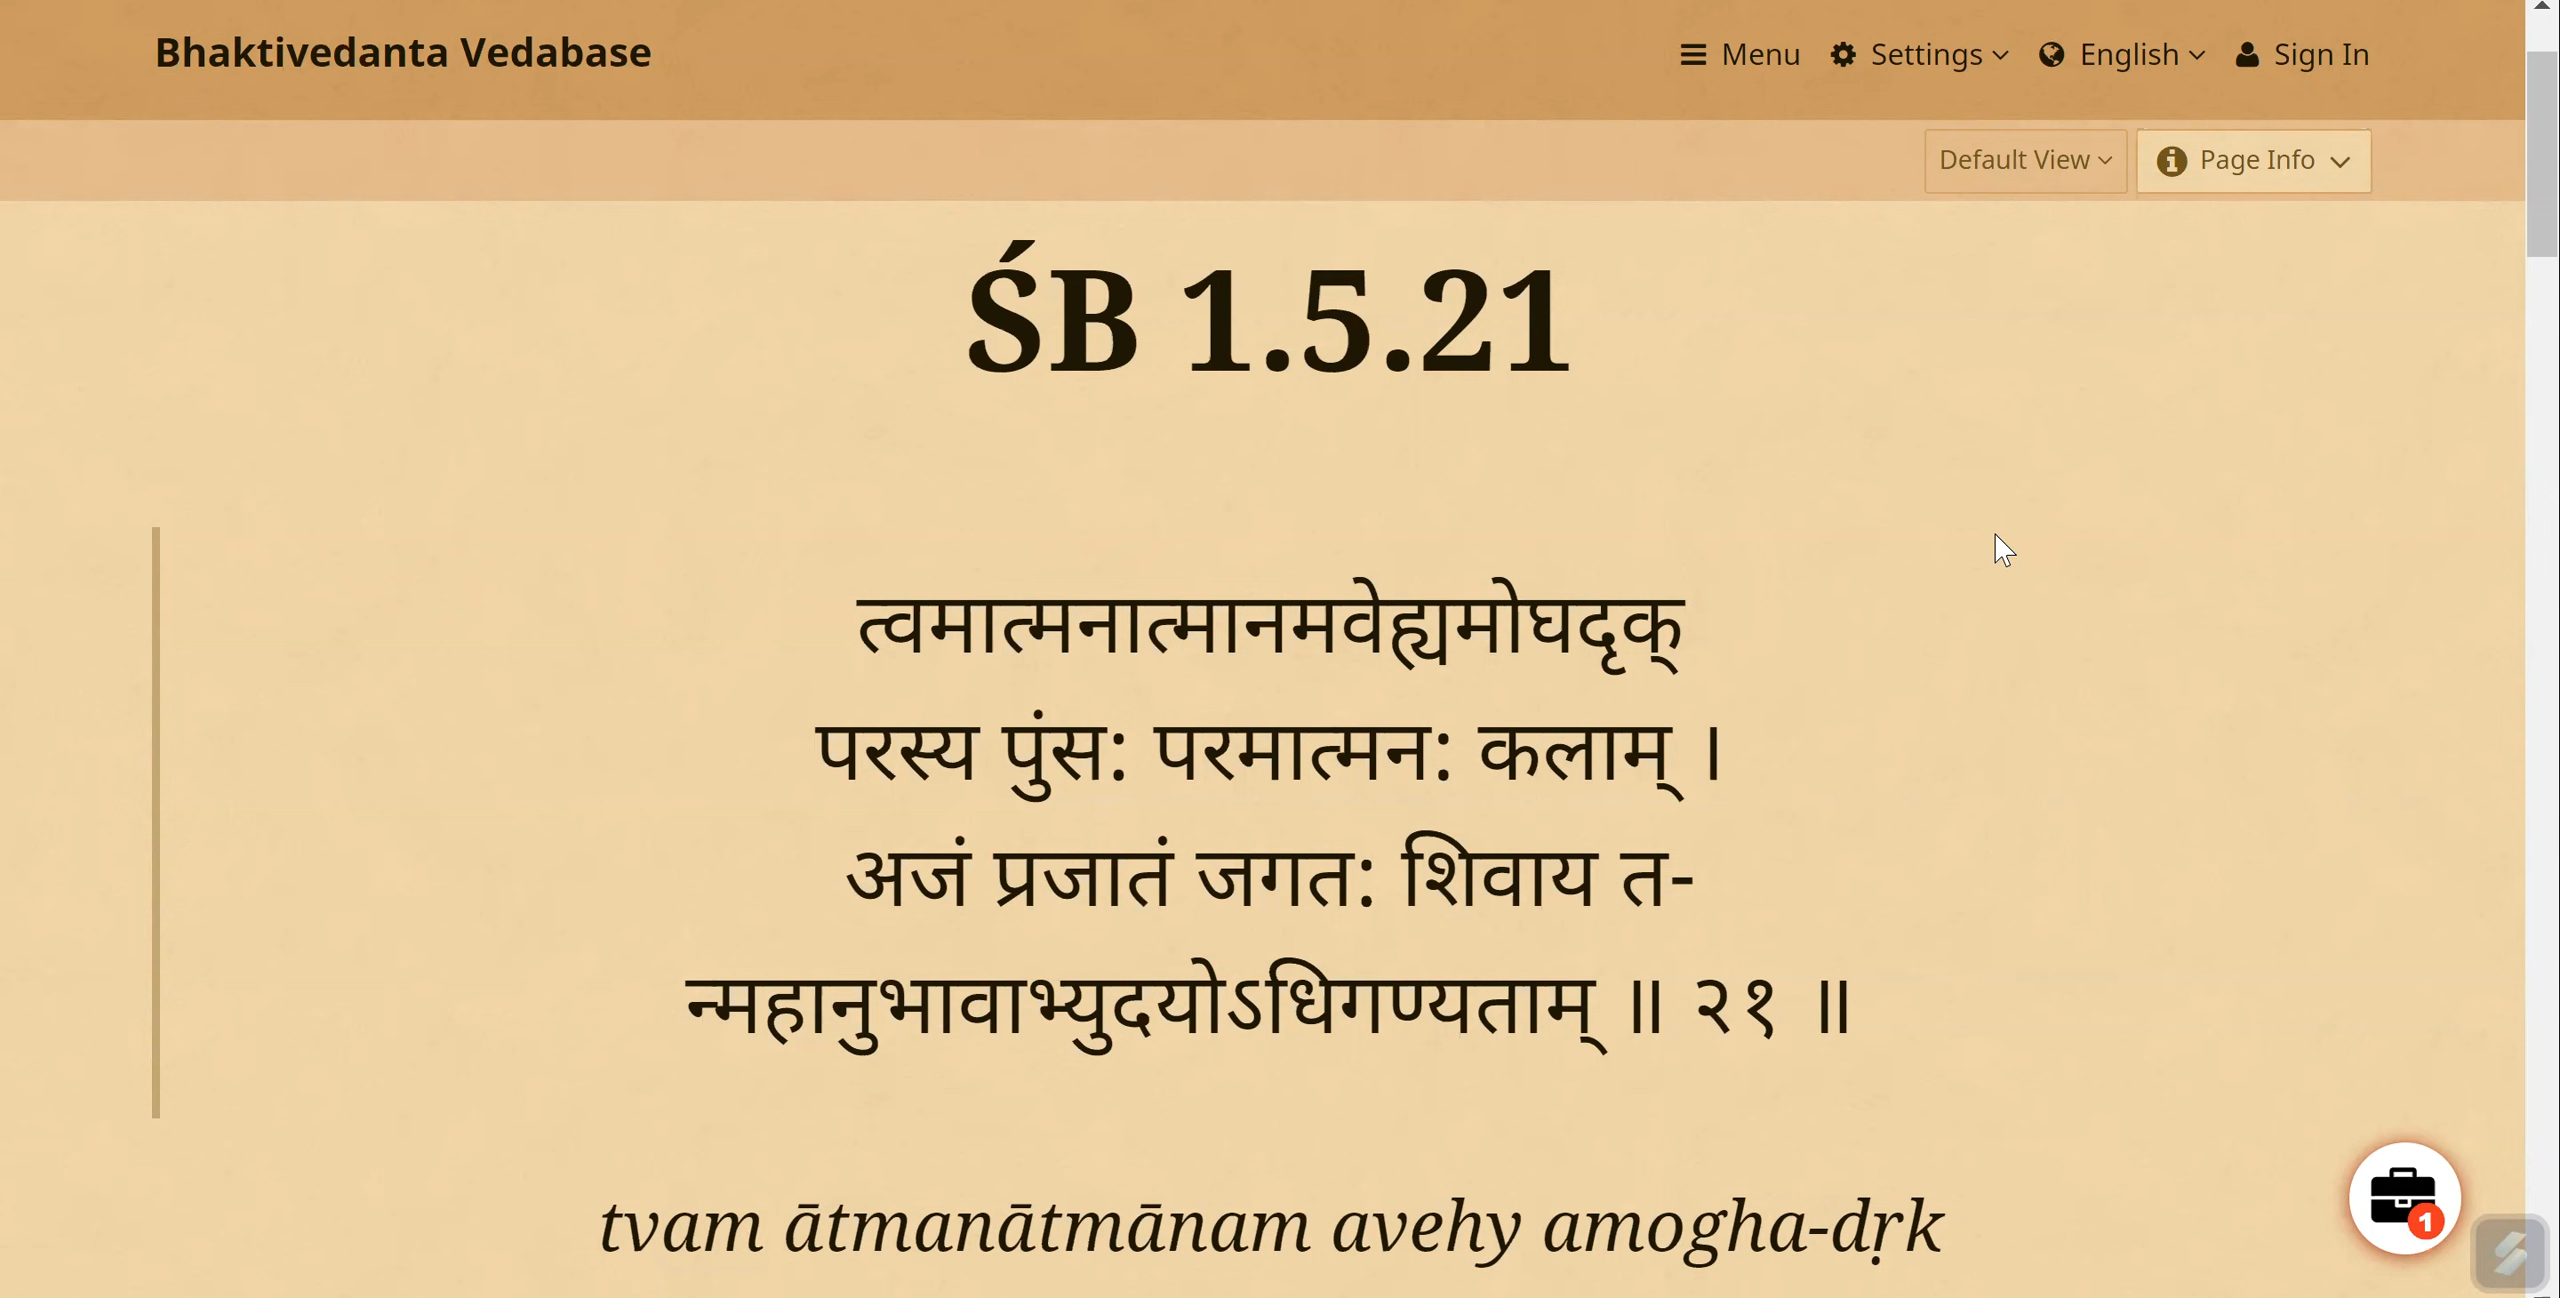 Bhaktivedanta Vedabase
Menu Settings English Sign In
Default View Page Info
ŚB 1.5.21
त्वमात्मनात्मानमवेह्यमोघदृक्
परस्य पुंस: परमात्मन: कलाम् ।
अजं प्रजातं जगत: शिवाय त-
न्महानुभावाभ्युदयोऽधिगण्यताम् ॥ २१ ॥
tvam ātmanātmānam avehy amogha-dṛk
1